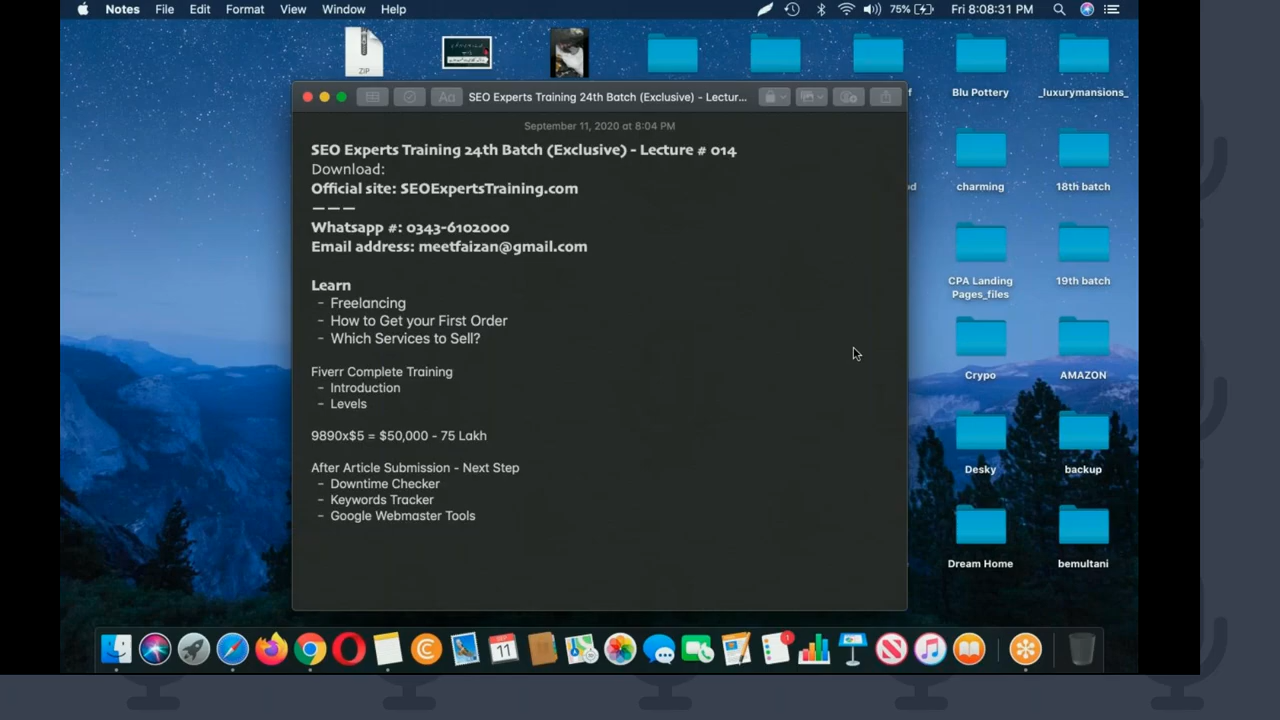 Notes File Edit Format View Window Help 75% Fri 8:08:31 PM
ZIP
Blu Pottery
_luxurymansions_
charming
18th batch
CPA Landing
Pages_files
19th batch
Crypo
AMAZON
Desky
backup
Dream Home
bemultani
SEO Experts Training 24th Batch (Exclusive) - Lectur...
September 11, 2020 at 8:04 PM
SEO Experts Training 24th Batch (Exclusive) - Lecture # 014
Download:
Official site: SEOExpertsTraining.com
———
Whatsapp #: 0343-6102000
Email address: meetfaizan@gmail.com
Learn
- Freelancing
- How to Get your First Order
- Which Services to Sell?
Fiverr Complete Training
- Introduction
- Levels
9890x$5 = $50,000 - 75 Lakh
After Article Submission - Next Step
- Downtime Checker
- Keywords Tracker
- Google Webmaster Tools
11
1